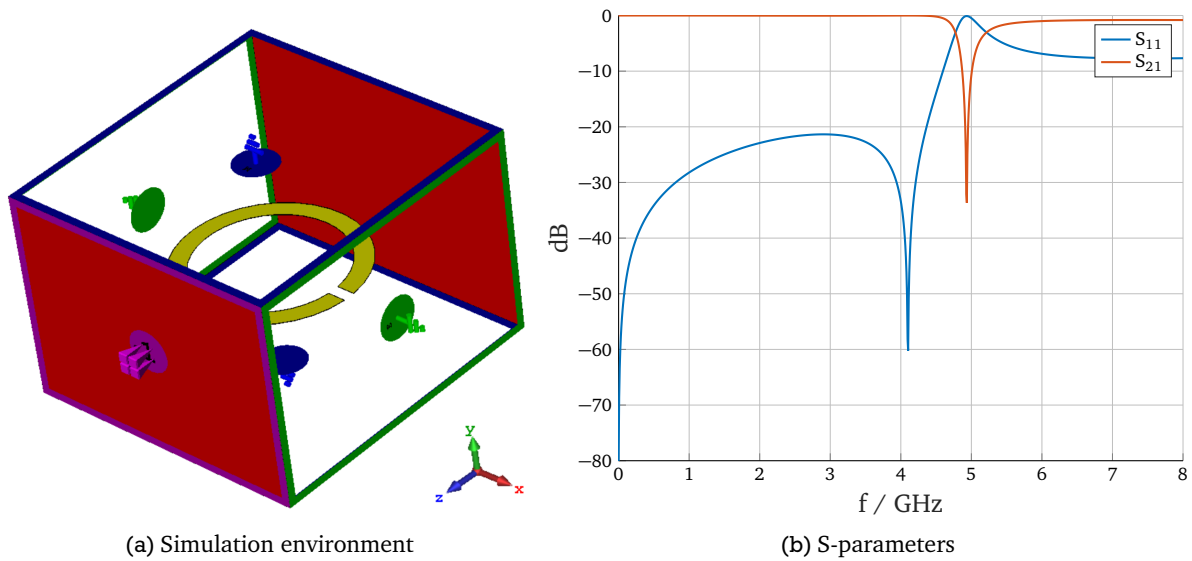 y
z
x
(a) Simulation environment
0
−10
−20
−30
−40
−50
−60
−70
−80
dB
S11
S21
0 1 2 3 4 5 6 7 8
f / GHz
(b) S-parameters